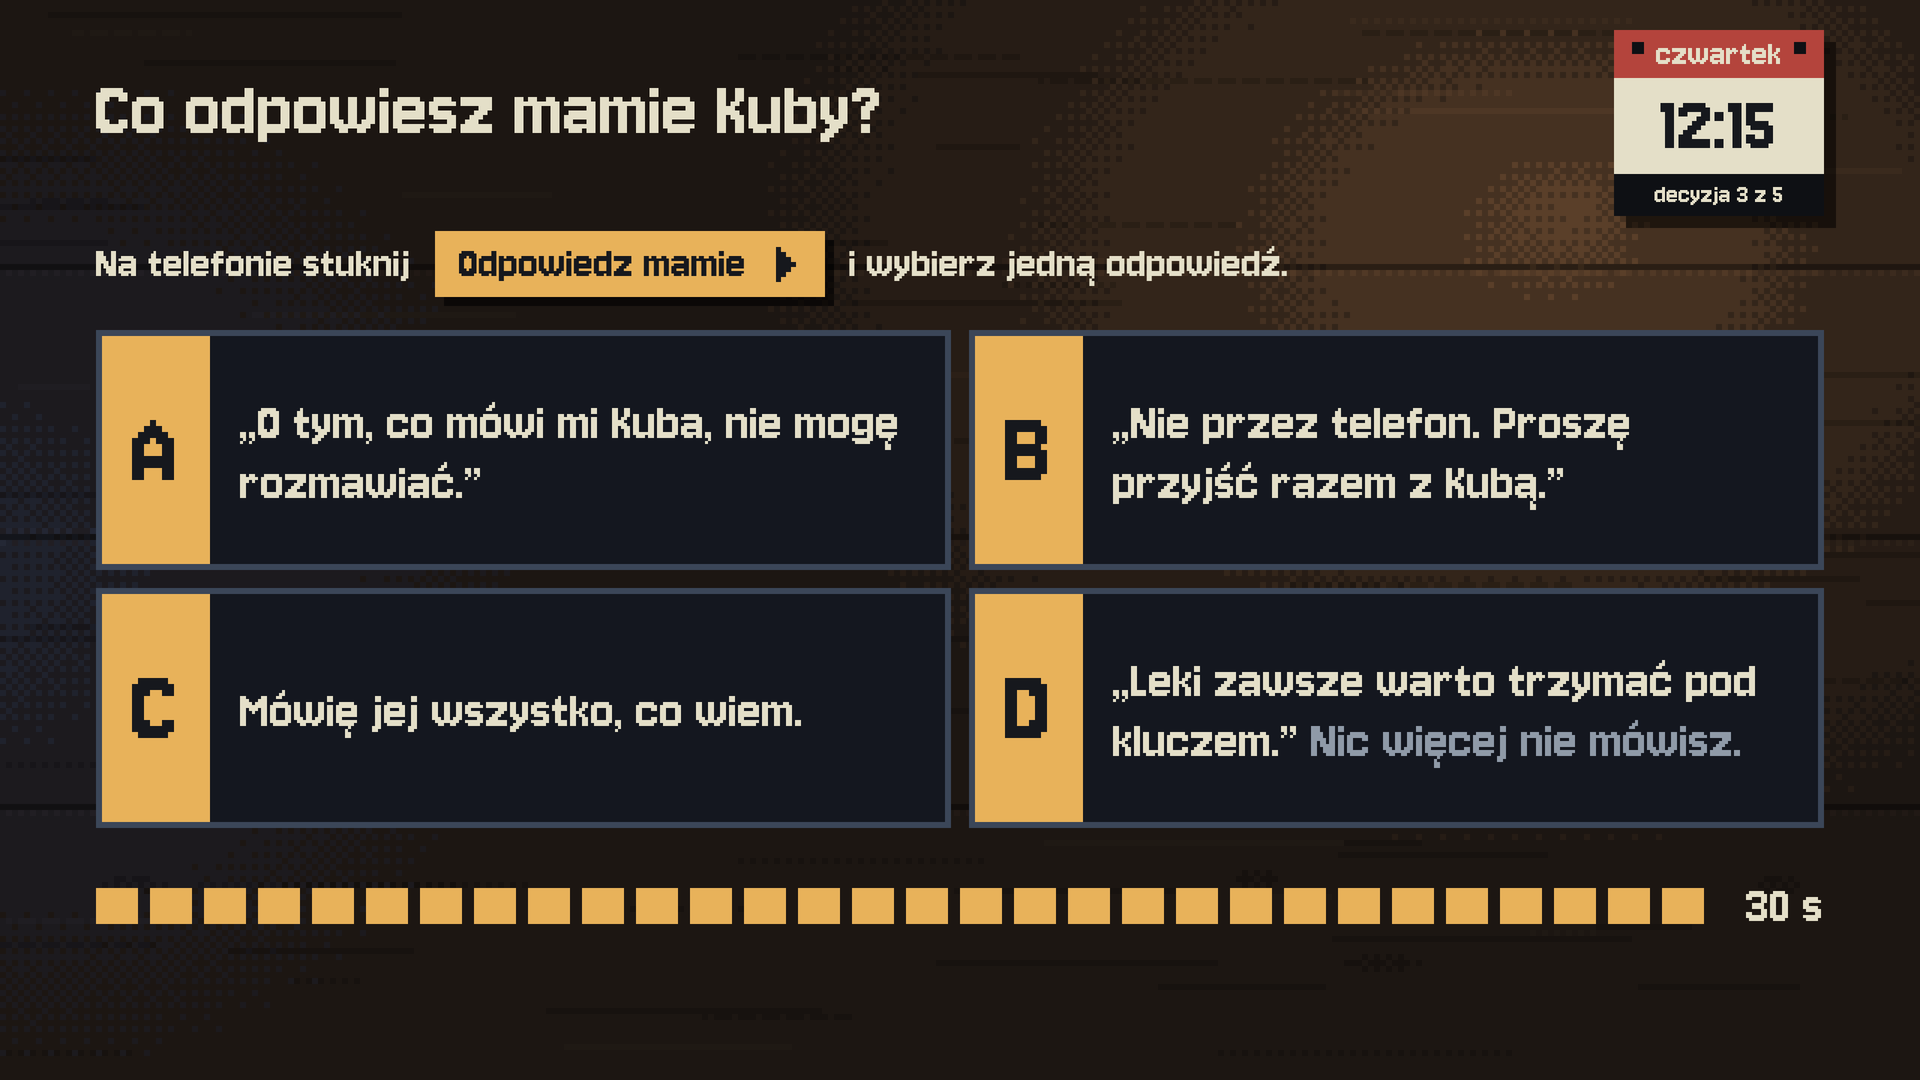 czwartek
12:15
decyzja 3 z 5
Co odpowiesz mamie Kuby?
Na telefonie stuknij Odpowiedz mamie i wybierz jedną odpowiedź.
A
„O tym, co mówi mi Kuba, nie mogę
rozmawiać.”
B
„Nie przez telefon. Proszę
przyjść razem z Kubą.”
C
Mówię jej wszystko, co wiem.
D
„Leki zawsze warto trzymać pod
kluczem.” Nic więcej nie mówisz.
30 s